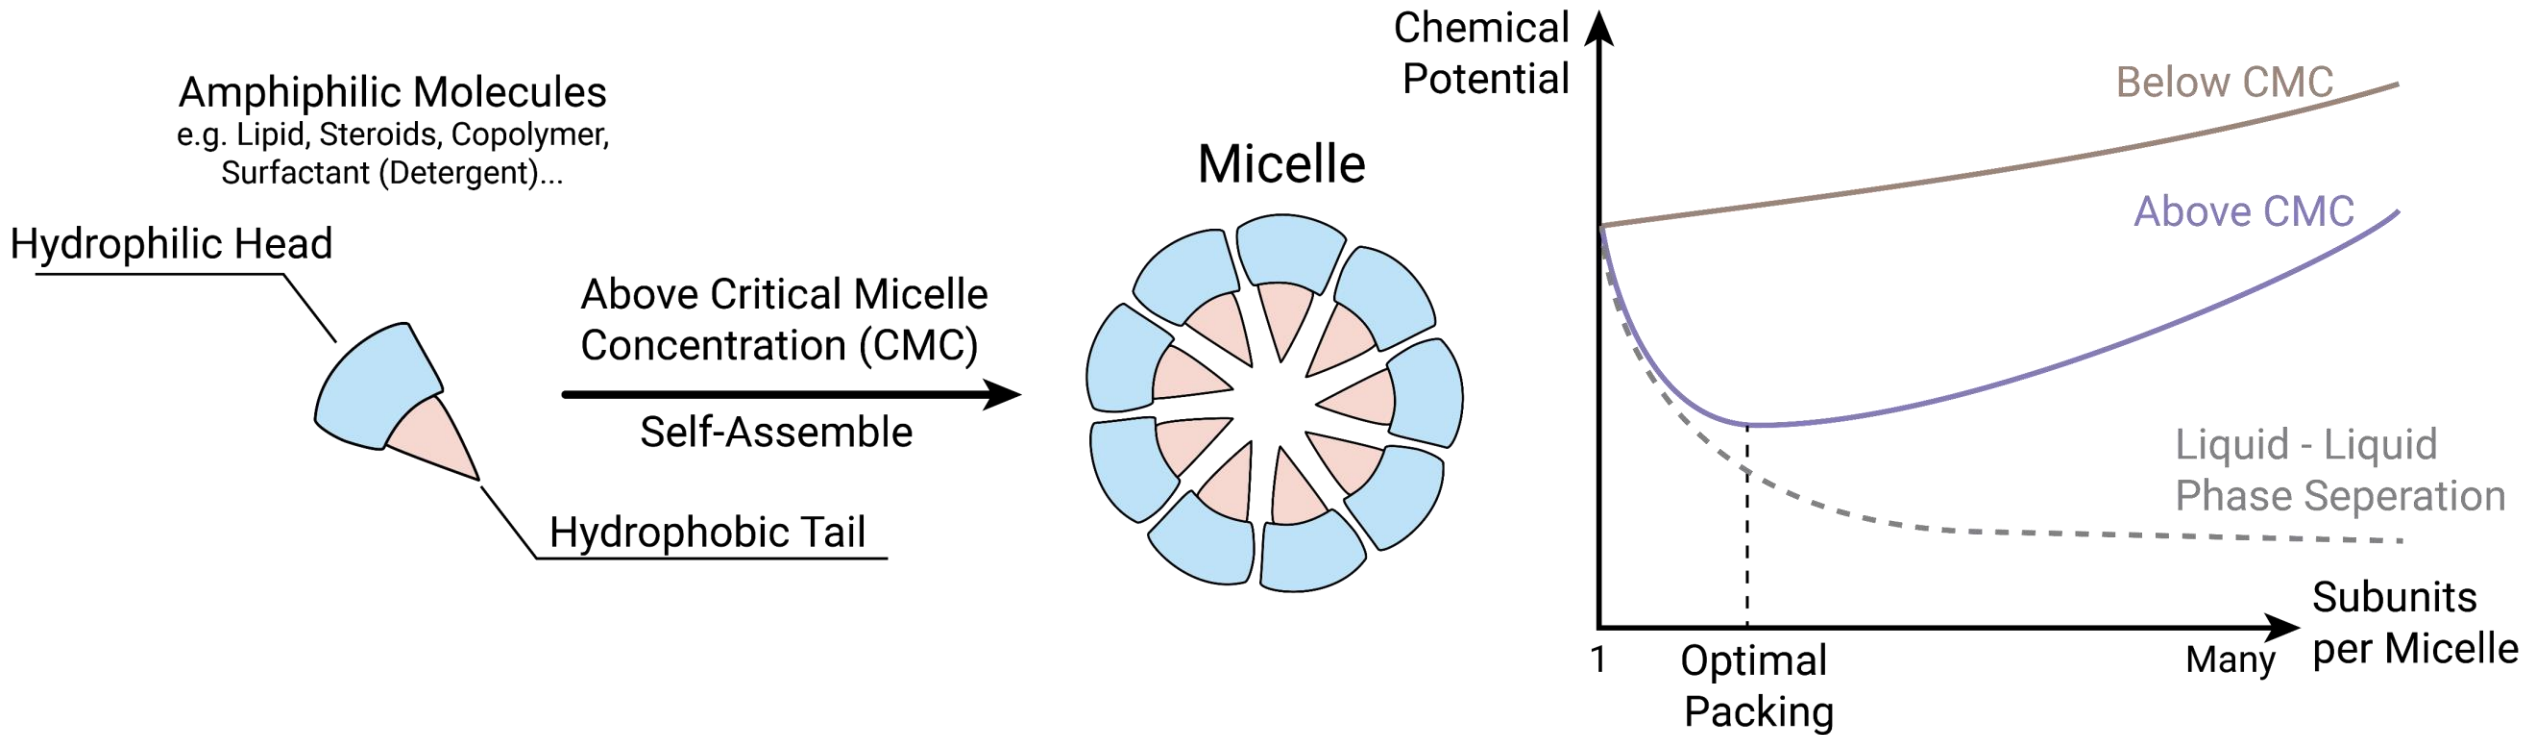 Amphiphilic Molecules
e.g. Lipid, Steroids, Copolymer,
Surfactant (Detergent)...
Hydrophilic Head
Hydrophobic Tail
Above Critical Micelle
Concentration (CMC)
Self-Assemble
Micelle
Chemical
Potential
Below CMC
Above CMC
Liquid - Liquid
Phase Seperation
Subunits
per Micelle
1
Optimal
Packing
Many